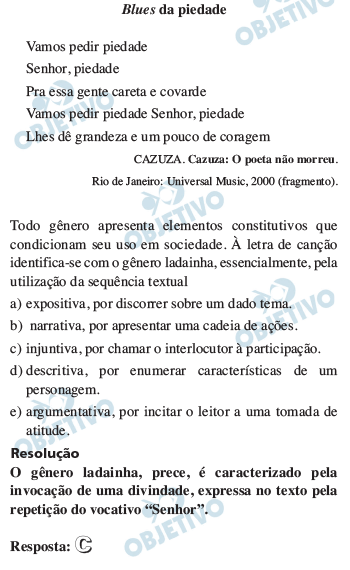 Blues da piedade
Vamos pedir piedade
Senhor, piedade
Pra essa gente careta e covarde
Vamos pedir piedade Senhor, piedade
Lhes dê grandeza e um pouco de coragem
CAZUZA. Cazuza: O poeta não morreu.
Rio de Janeiro: Universal Music, 2000 (fragmento).
Todo gênero apresenta elementos constitutivos que
condicionam seu uso em sociedade. À letra de canção
identifica-se com o gênero ladainha, essencialmente, pela
utilização da sequência textual
a) expositiva, por discorrer sobre um dado tema.
b) narrativa, por apresentar uma cadeia de ações.
c) injuntiva, por chamar o interlocutor à participação.
d) descritiva, por enumerar características de um
personagem.
e) argumentativa, por incitar o leitor a uma tomada de
atitude.
Resolução
O gênero ladainha, prece, é caracterizado pela
invocação de uma divindade, expressa no texto pela
repetição do vocativo “Senhor”.
Resposta: C
OBJETIVO
OBJETIVO
OBJETIVO
OBJETIVO
OBJETIVO
OBJETIVO